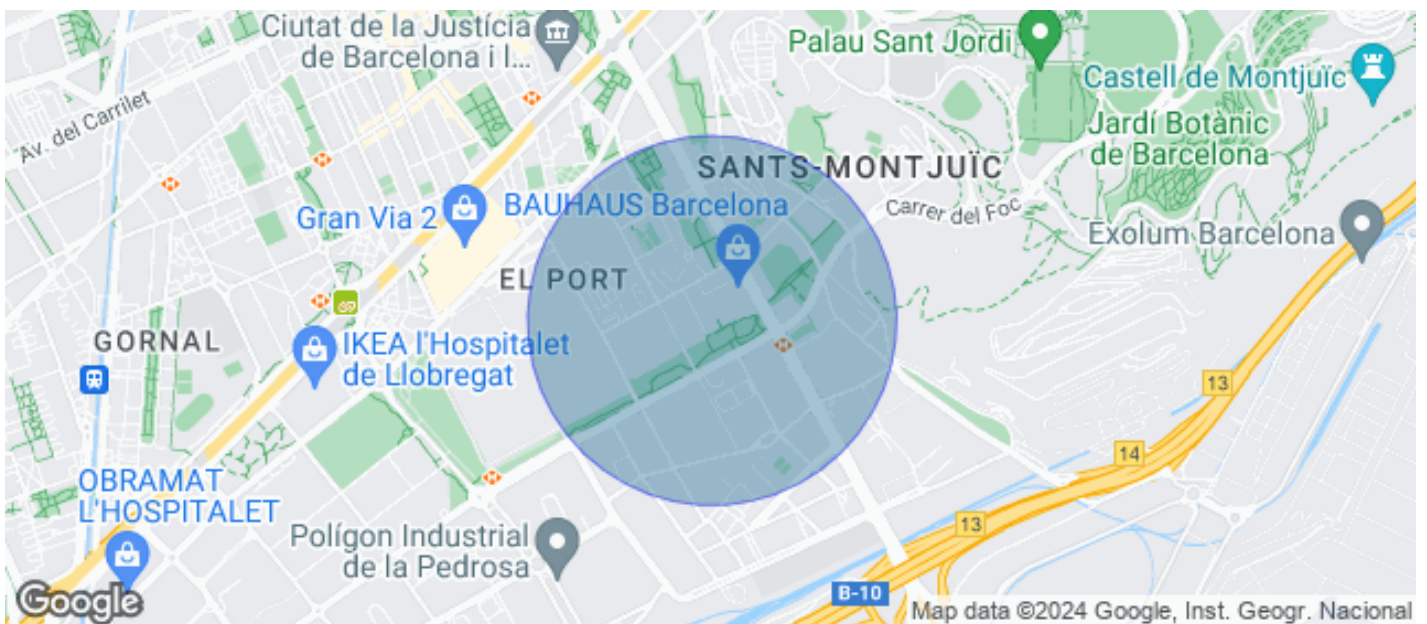 Ciutat de la Justícia
de Barcelona i l...
Palau Sant Jordi
Castell de Montjuïc
Av. del Carrilet
Jardí Botànic
de Barcelona
SANTS-MONTJUÏC
Gran Via 2
BAUHAUS Barcelona
Carrer del Foc
Exolum Barcelona
EL PORT
GORNAL
IKEA l'Hospitalet
de Llobregat
13
14
OBRAMAT
L'HOSPITALET
13
Polígon Industrial
de la Pedrosa
B-10
Google
Map data ©2024 Google, Inst. Geogr. Nacional